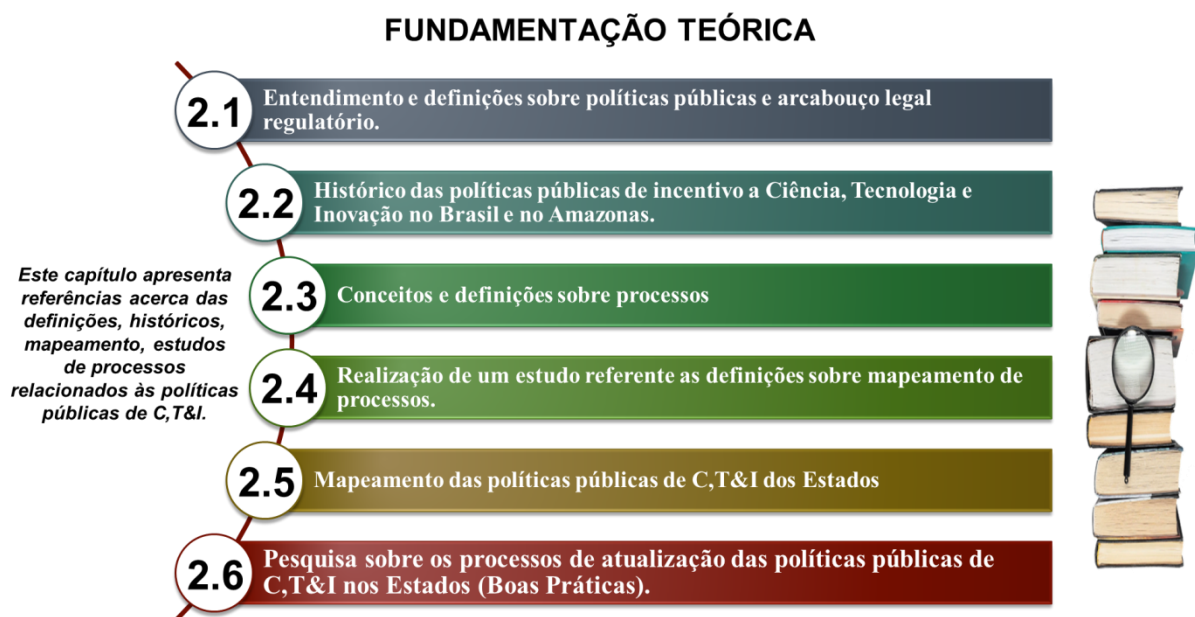 FUNDAMENTAÇÃO TEÓRICA
2.1
Entendimento e definições sobre políticas públicas e arcabouço legal
regulatório.
2.2
Histórico das políticas públicas de incentivo a Ciência, Tecnologia e
Inovação no Brasil e no Amazonas.
Este capítulo apresenta
referências acerca das
definições, históricos,
mapeamento, estudos
de processos
relacionados às políticas
públicas de C,T&I.
2.3
Conceitos e definições sobre processos
2.4
Realização de um estudo referente as definições sobre mapeamento de
processos.
2.5
Mapeamento das políticas públicas de C,T&I dos Estados
2.6
Pesquisa sobre os processos de atualização das políticas públicas de
C,T&I nos Estados (Boas Práticas).